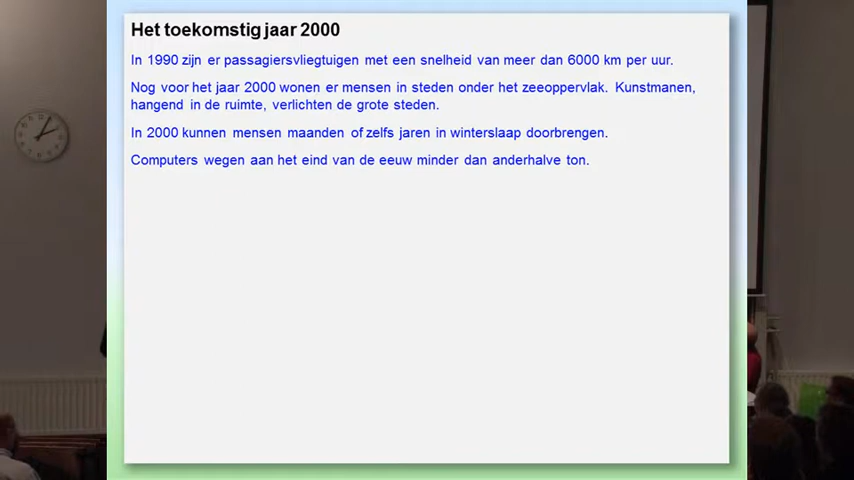 Het toekomstig jaar 2000
In 1990 zijn er passagiersvliegtuigen met een snelheid van meer dan 6000 km per uur.
Nog voor het jaar 2000 wonen er mensen in steden onder het zeeoppervlak. Kunstmanen,
hangend in de ruimte, verlichten de grote steden.
In 2000 kunnen mensen maanden of zelfs jaren in winterslaap doorbrengen.
Computers wegen aan het eind van de eeuw minder dan anderhalve ton.